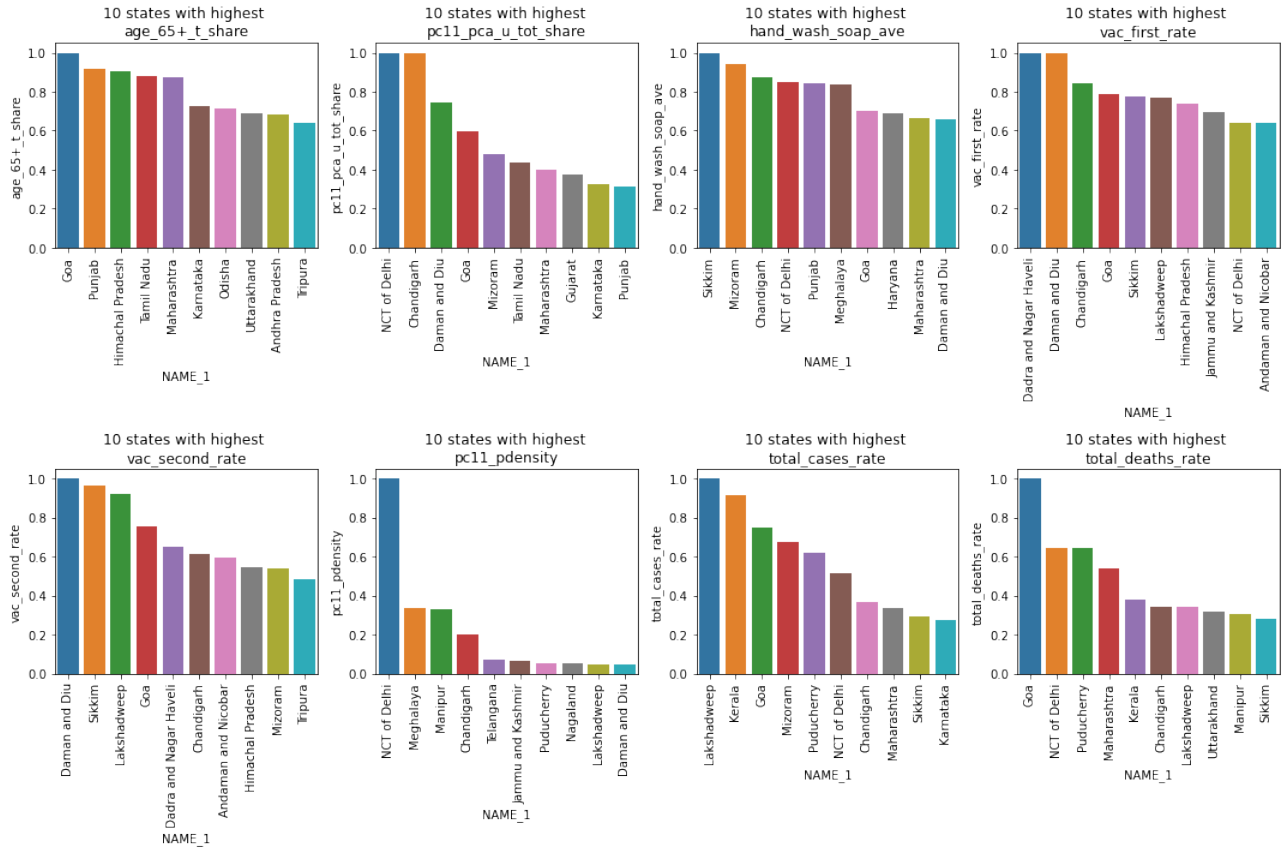 10 states with highest
age_65+_t_share
age_65+_t_share
1.0
0.8
0.6
0.4
0.2
0.0
Goa
Punjab
Himachal Pradesh
Tamil Nadu
Maharashtra
Karnataka
Odisha
Uttarakhand
Andhra Pradesh
Tripura
NAME_1
10 states with highest
pc11_pca_u_tot_share
pc11_pca_u_tot_share
1.0
0.8
0.6
0.4
0.2
0.0
NCT of Delhi
Chandigarh
Daman and Diu
Goa
Mizoram
Tamil Nadu
Maharashtra
Gujarat
Karnataka
Punjab
NAME_1
10 states with highest
hand_wash_soap_ave
hand_wash_soap_ave
1.0
0.8
0.6
0.4
0.2
0.0
Sikkim
Mizoram
Chandigarh
NCT of Delhi
Punjab
Meghalaya
Goa
Haryana
Maharashtra
Daman and Diu
NAME_1
10 states with highest
vac_first_rate
vac_first_rate
1.0
0.8
0.6
0.4
0.2
0.0
Dadra and Nagar Haveli
Daman and Diu
Chandigarh
Goa
Sikkim
Lakshadweep
Himachal Pradesh
Jammu and Kashmir
NCT of Delhi
Andaman and Nicobar
NAME_1
10 states with highest
vac_second_rate
vac_second_rate
1.0
0.8
0.6
0.4
0.2
0.0
Daman and Diu
Sikkim
Lakshadweep
Goa
Dadra and Nagar Haveli
Chandigarh
Andaman and Nicobar
Himachal Pradesh
Mizoram
Tripura
NAME_1
10 states with highest
pc11_pdensity
pc11_pdensity
1.0
0.8
0.6
0.4
0.2
0.0
NCT of Delhi
Meghalaya
Manipur
Chandigarh
Telangana
Jammu and Kashmir
Puducherry
Nagaland
Lakshadweep
Daman and Diu
NAME_1
10 states with highest
total_cases_rate
total_cases_rate
1.0
0.8
0.6
0.4
0.2
0.0
Lakshadweep
Kerala
Goa
Mizoram
Puducherry
NCT of Delhi
Chandigarh
Maharashtra
Sikkim
Karnataka
NAME_1
10 states with highest
total_deaths_rate
total_deaths_rate
1.0
0.8
0.6
0.4
0.2
0.0
Goa
NCT of Delhi
Puducherry
Maharashtra
Kerala
Chandigarh
Lakshadweep
Uttarakhand
Manipur
Sikkim
NAME_1